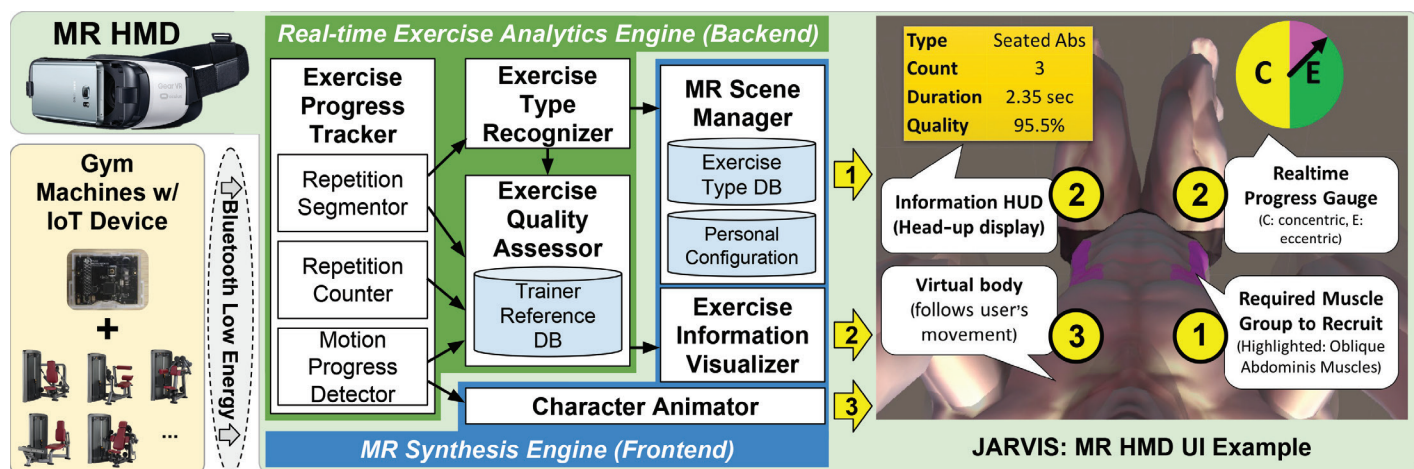 MR HMD
Gear VR
Gym
Machines w/
IoT Device
+
...
Bluetooth Low Energy
Real-time Exercise Analytics Engine (Backend)
Exercise
Progress
Tracker
Repetition
Segmentor
Repetition
Counter
Motion
Progress
Detector
Exercise
Type
Recognizer
Exercise
Quality
Assessor
Trainer
Reference
DB
MR Scene
Manager
Exercise
Type DB
Personal
Configuration
Exercise
Information
Visualizer
Character Animator
MR Synthesis Engine (Frontend)
1
2
3
Type Seated Abs
Count 3
Duration 2.35 sec
Quality 95.5%
C E
Information HUD
(Head-up display)
2
2
Realtime
Progress Gauge
(C: concentric, E:
eccentric)
Virtual body
(follows user's
movement)
3
1
Required Muscle
Group to Recruit
(Highlighted: Oblique
Abdominis Muscles)
JARVIS: MR HMD UI Example